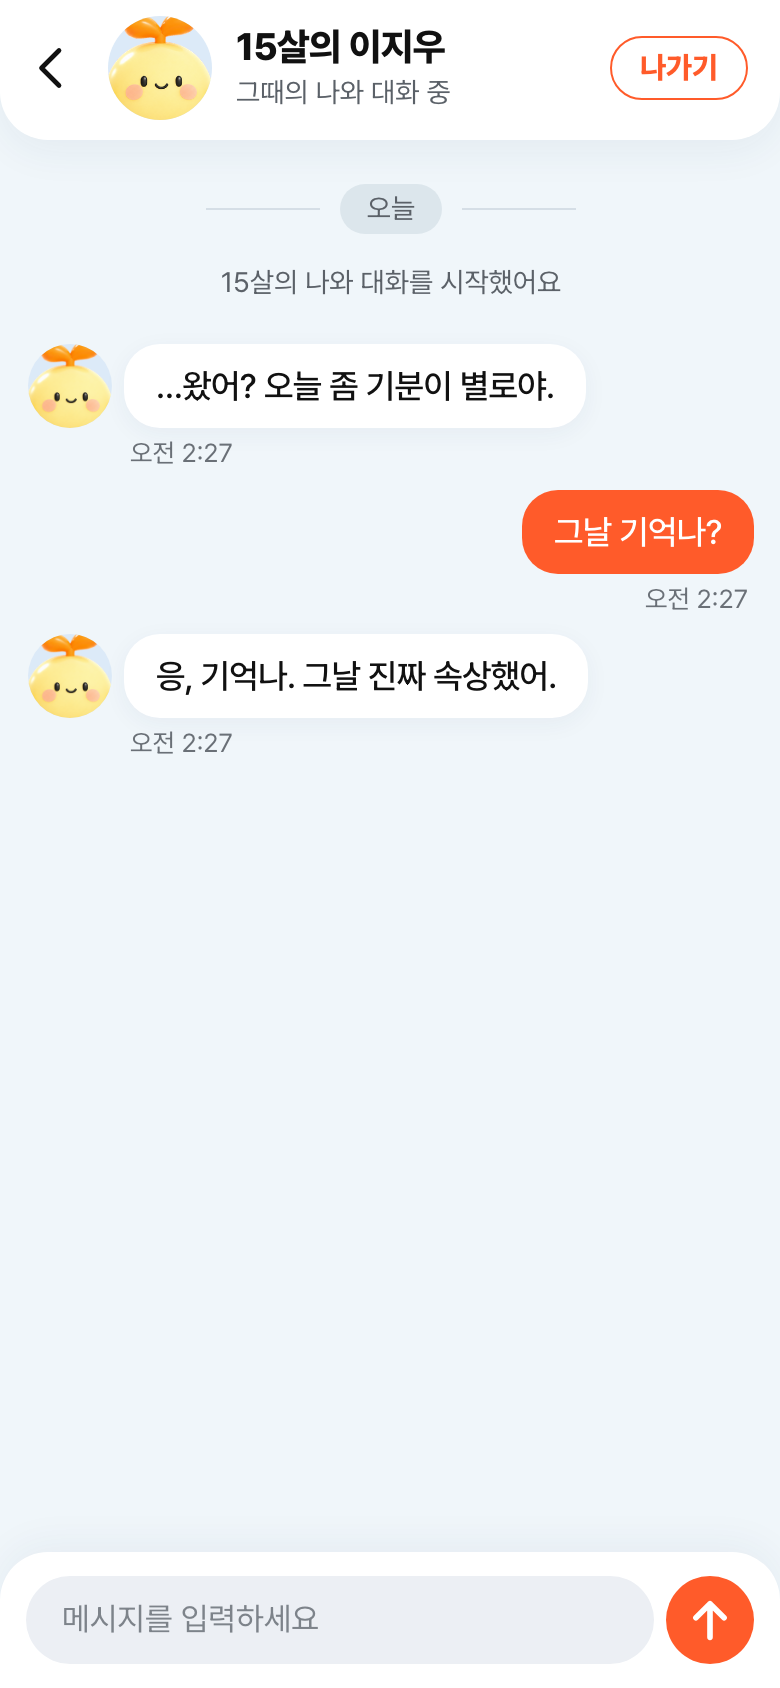 15살의 이지우
그때의 나와 대화 중
나가기
오늘
15살의 나와 대화를 시작했어요
...왔어? 오늘 좀 기분이 별로야.
오전 2:27
그날 기억나?
오전 2:27
응, 기억나. 그날 진짜 속상했어.
오전 2:27
메시지를 입력하세요